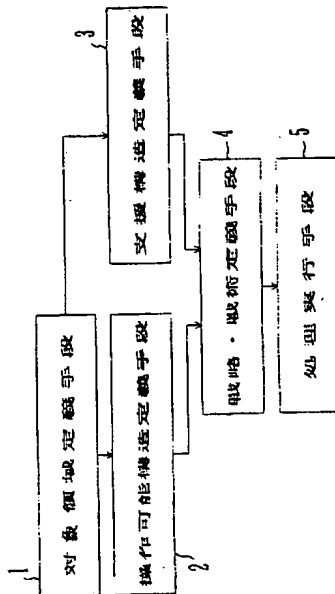 1
対象領域定義手段
操作可能構造定義手段
2
3
支援構造定義手段
戦略・戦術定義手段
4
処理実行手段
5